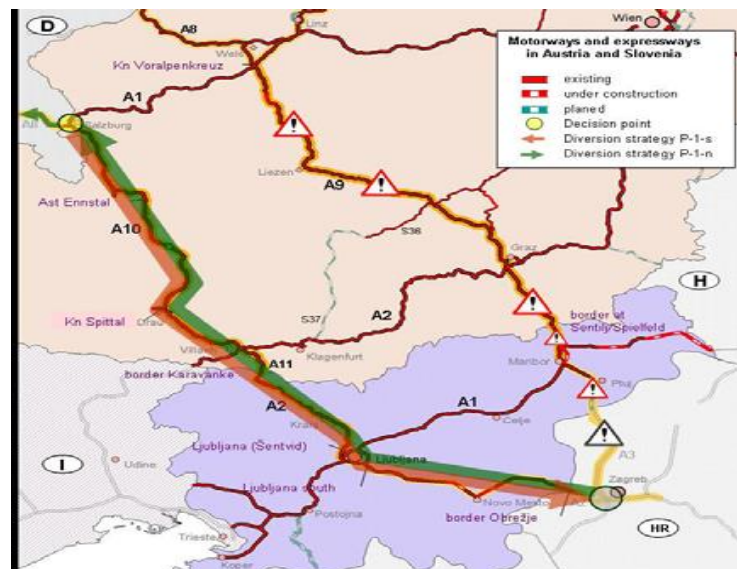 D
A8
Linz
Wien
Wels
Kn Voralpenkreuz
Motorways and expressways
in Austria and Slovenia
existing
under construction
planed
Decision point
Diversion strategy P-1-s
Diversion strategy P-1-n
A1
Salzburg
Liezen
A9
Ast Ennstal
A10
S36
Graz
H
Kn Spittal
Drau
S37
A2
border at
Sentilj/Spielfeld
Villach
A11
Klagenfurt
border Karavanke
Maribor
Ptuj
A2
A1
Kranj
Celje
Ljubljana (Šentvid)
Ljubljana
I
Udine
A3
Zagreb
Ljubljana south
Novo Mesto
Postojna
border Obrežje
HR
Trieste
Koper